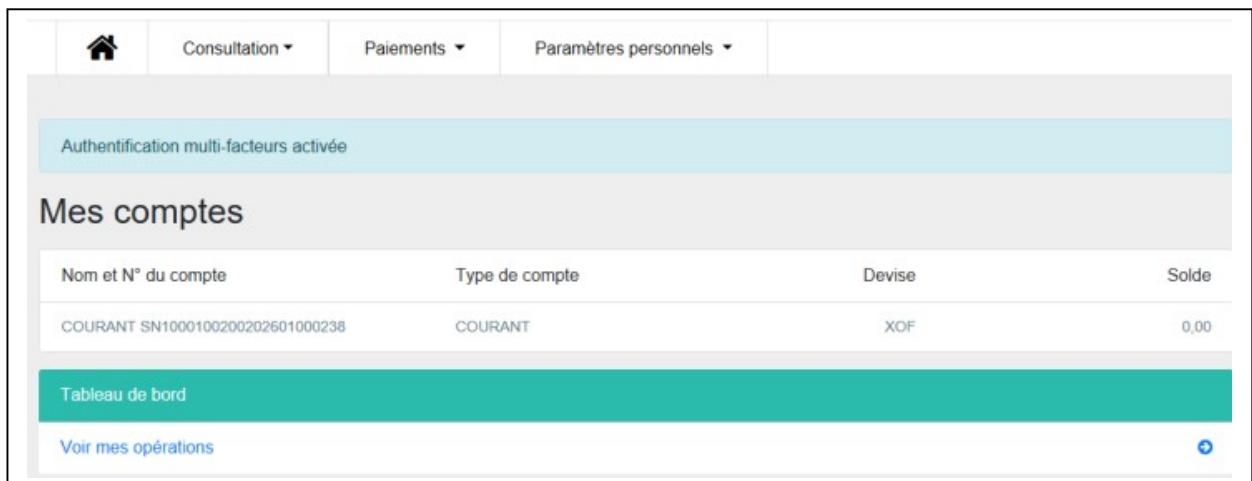 Consultation Paiements Paramètres personnels
Authentification multi-facteurs activée
Mes comptes
Nom et N° du compte Type de compte Devise Solde
COURANT SN1000100200202601000238 COURANT XOF 0,00
Tableau de bord
Voir mes opérations